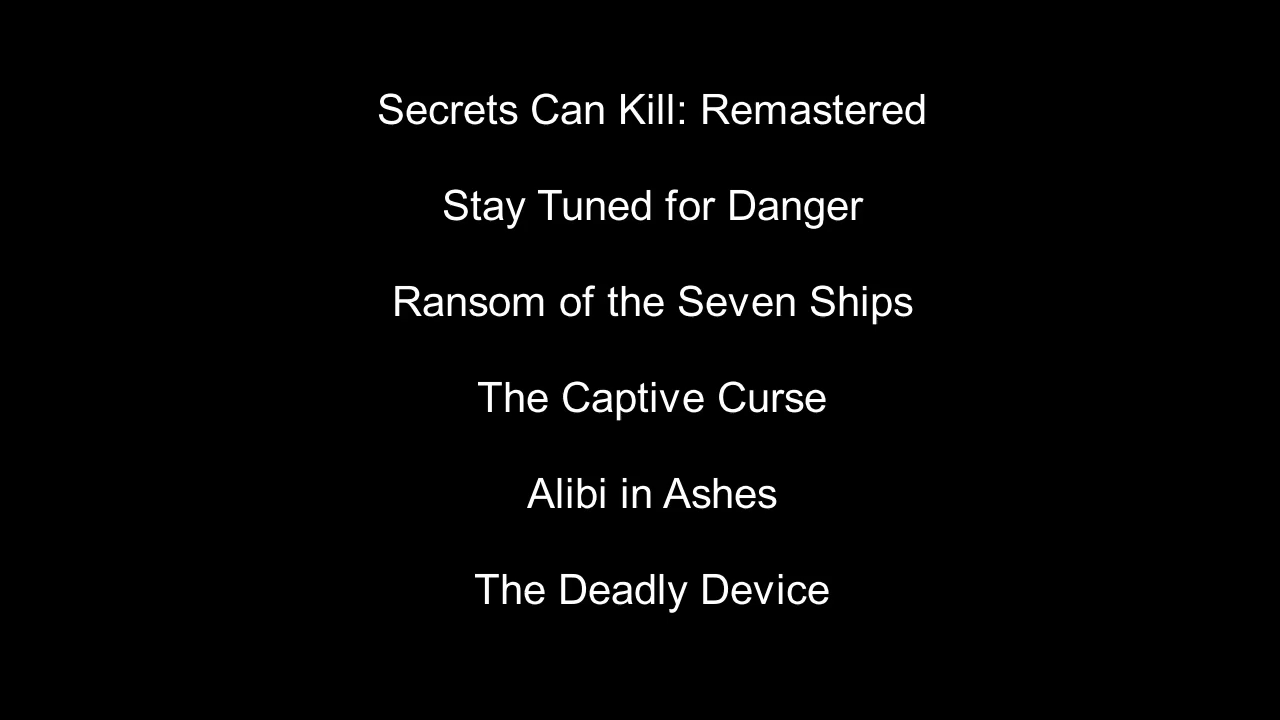 Secrets Can Kill: Remastered
Stay Tuned for Danger
Ransom of the Seven Ships
The Captive Curse
Alibi in Ashes
The Deadly Device